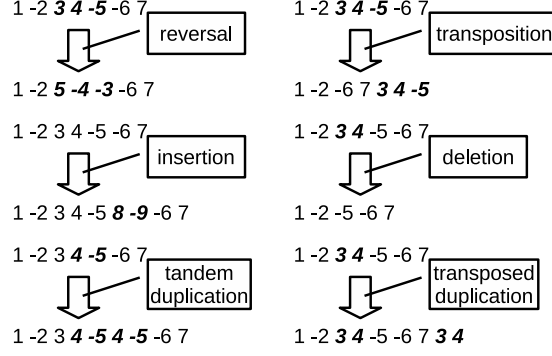 1 -2 3 4 -5 -6 7
reversal
1 -2 5 -4 -3 -6 7
1 -2 3 4 -5 -6 7
transposition
1 -2 -6 7 3 4 -5
1 -2 3 4 -5 -6 7
insertion
1 -2 3 4 -5 8 -9 -6 7
1 -2 3 4 -5 -6 7
deletion
1 -2 -5 -6 7
1 -2 3 4 -5 -6 7
tandem
duplication
1 -2 3 4 -5 4 -5 -6 7
1 -2 3 4 -5 -6 7
transposed
duplication
1 -2 3 4 -5 -6 7 3 4